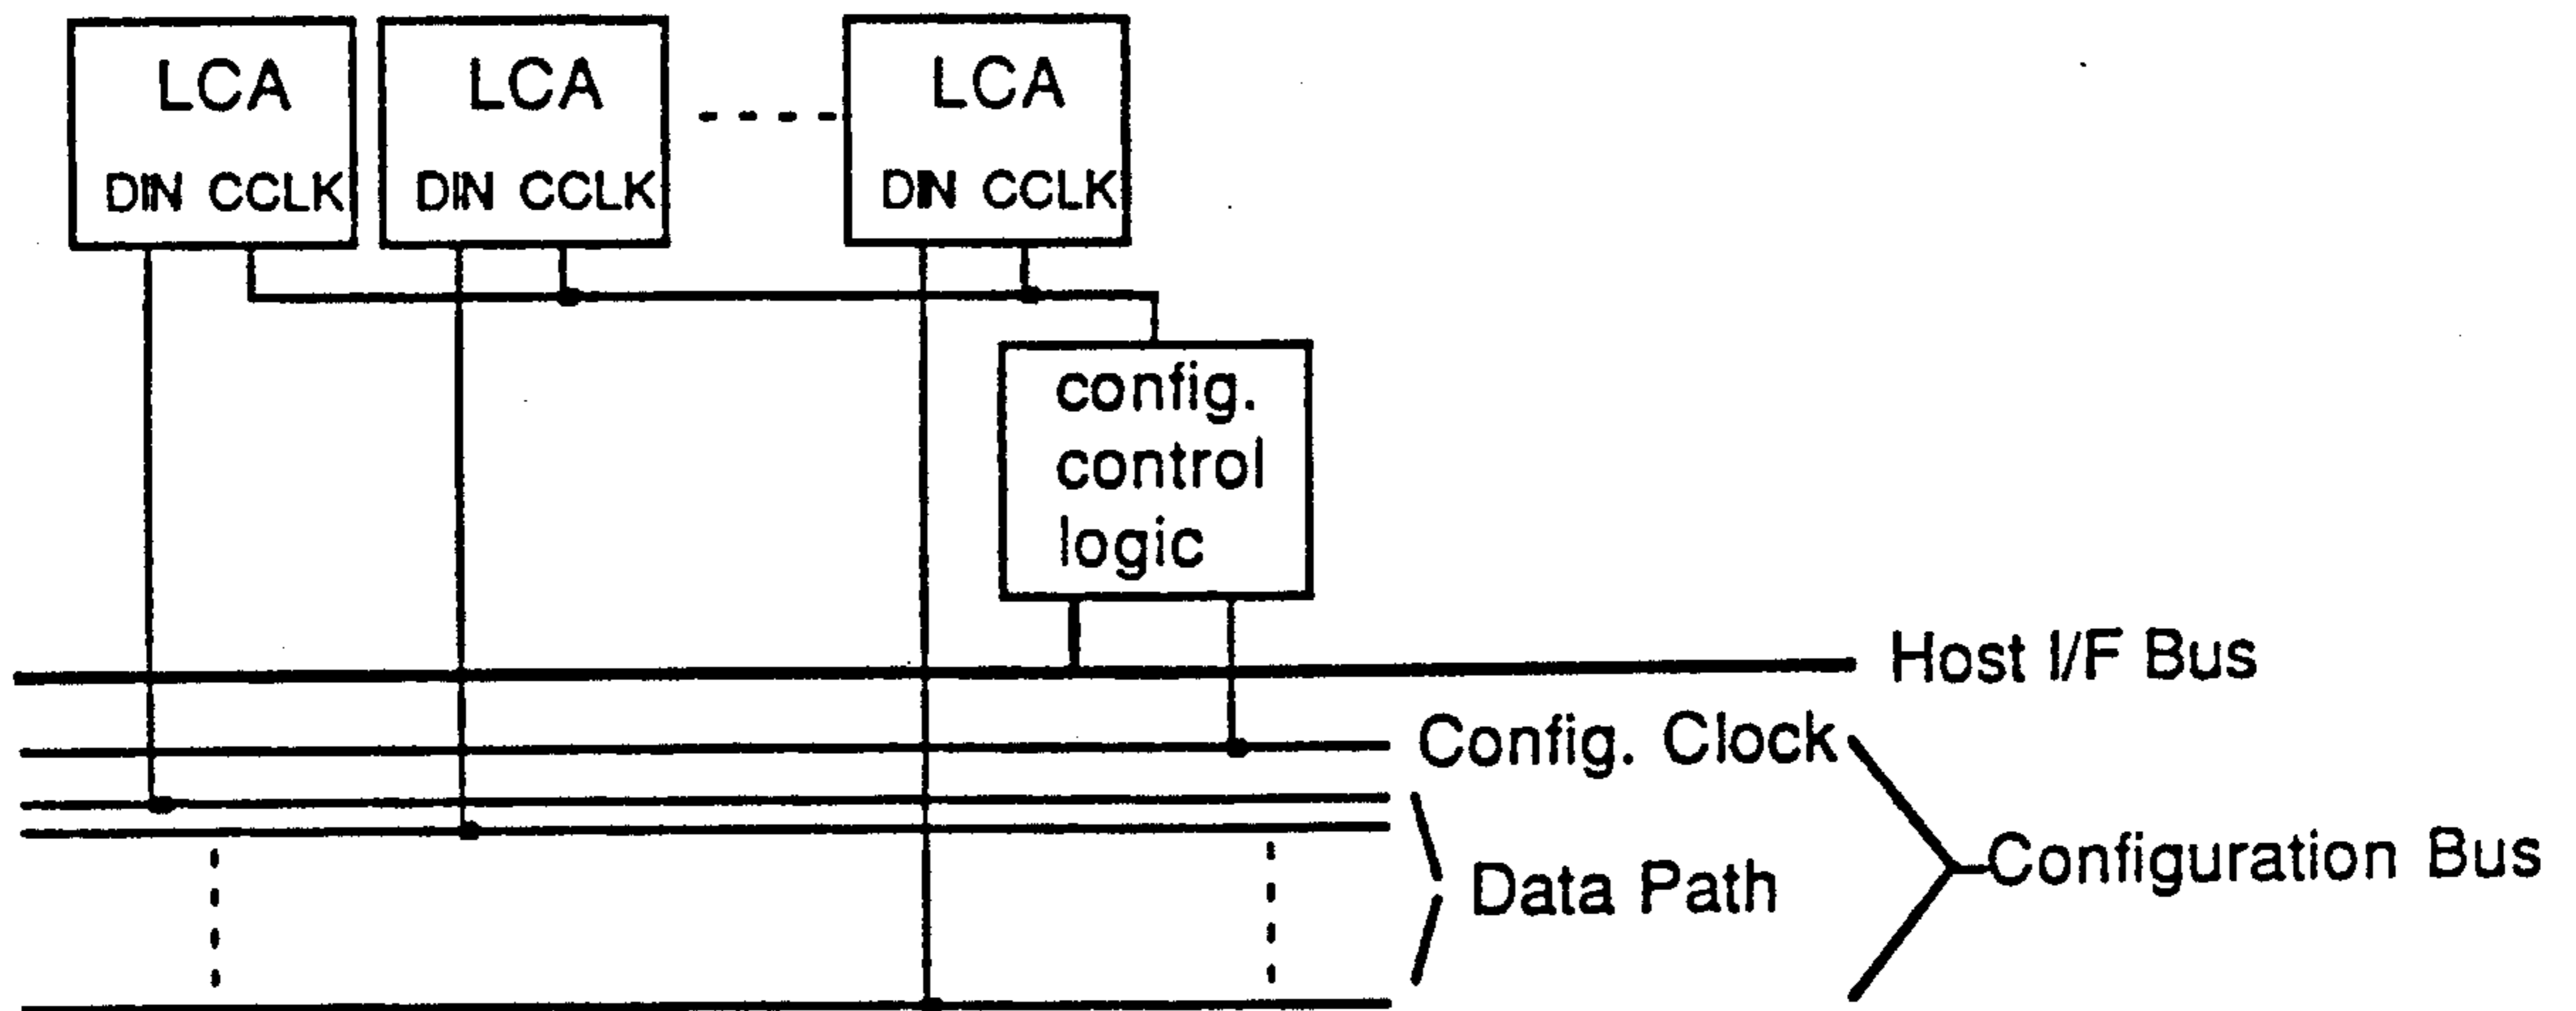 LCA LCA LCA
DIN CCLK DIN CCLK DIN CCLK
config.
control
logic
Host I/F Bus
Config. Clock
Configuration Bus
Data Path